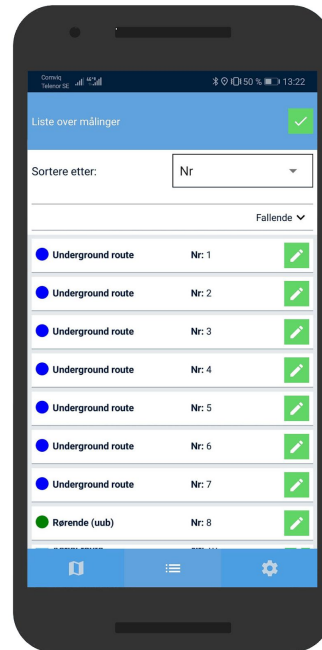 Comviq
Telenor SE
50 % 13:22
Liste over målinger
Sortere etter: Nr
Fallende
Underground route Nr: 1
Underground route Nr: 2
Underground route Nr: 3
Underground route Nr: 4
Underground route Nr: 5
Underground route Nr: 6
Underground route Nr: 7
Rørende (uub) Nr: 8